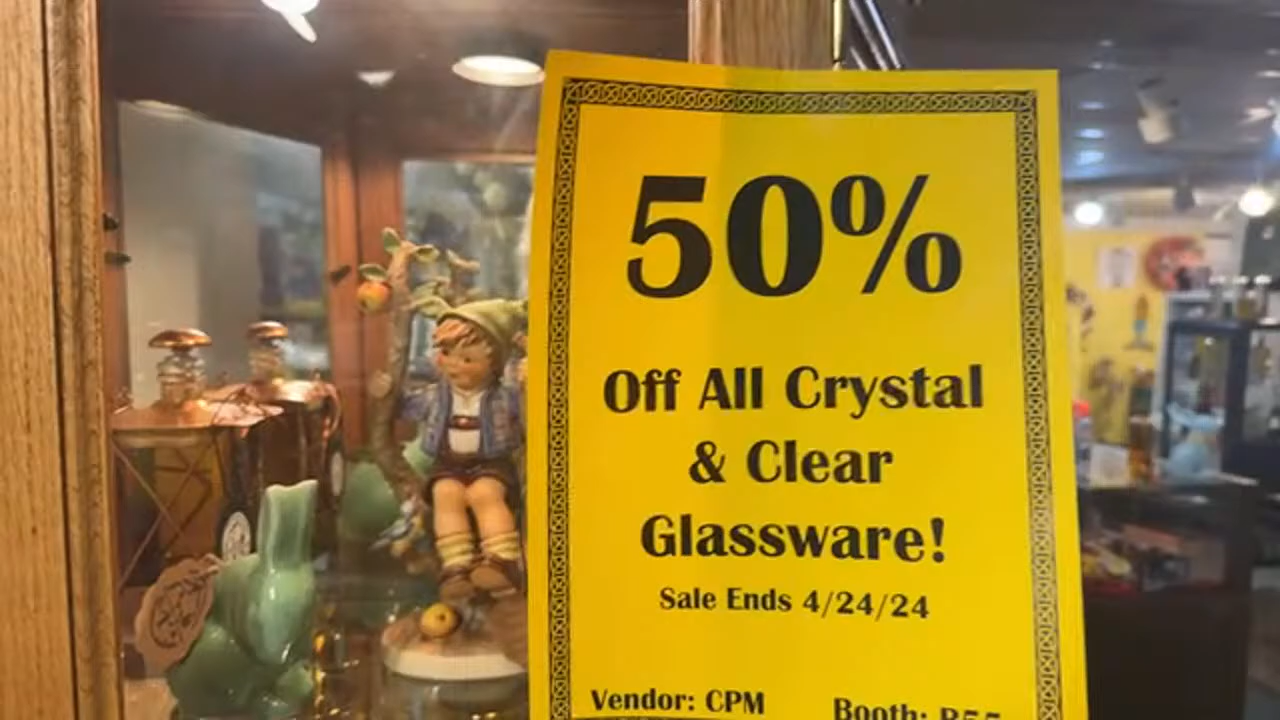 50%
Off All Crystal
& Clear
Glassware!
Sale Ends 4/24/24
Vendor: CPM
Booth: